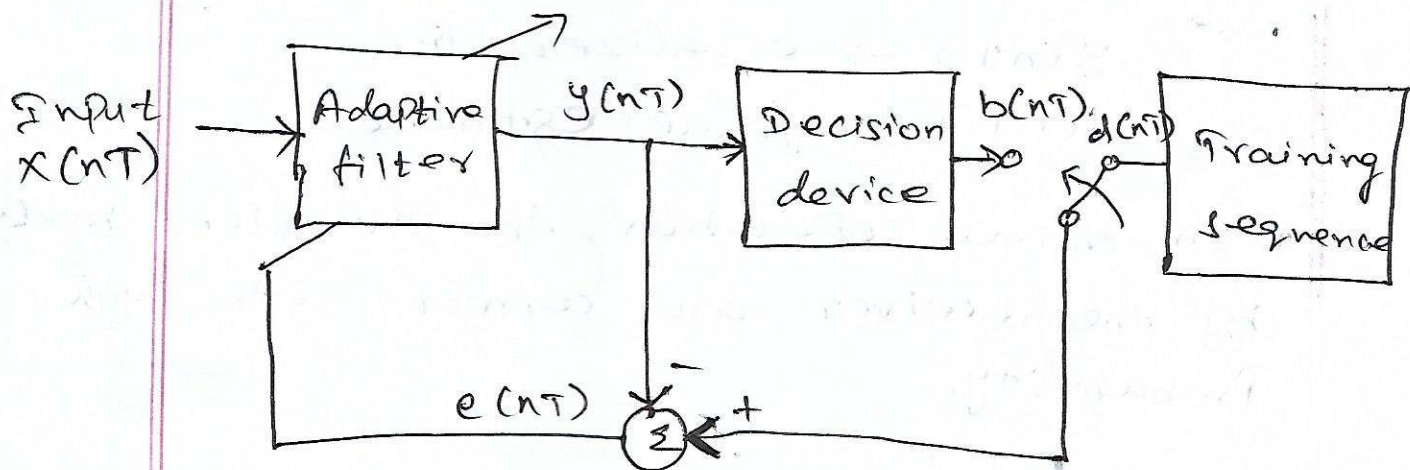 Input
x(nT)
Adaptive
filter
y(nT)
Decision
device
b(nT)
d(nT)
Training
sequence
e(nT)
-
+
Σ